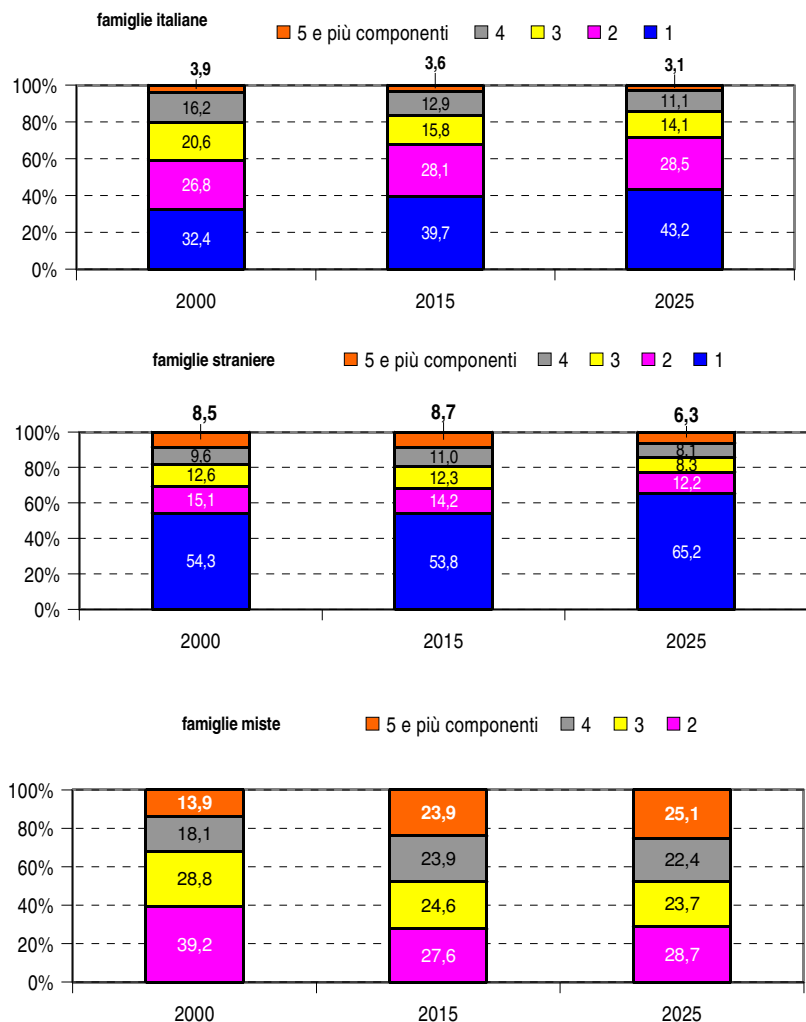 famiglie italiane
5 e più componenti 4 3 2 1
3,9 3,6 3,1
100%
16,2 12,9 11,1
80%
20,6 15,8 14,1
60%
26,8 28,1 28,5
40%
32,4 39,7 43,2
20%
0%
2000 2015 2025
famiglie straniere 5 e più componenti 4 3 2 1
8,5 8,7 6,3
100%
9,6 11,0 8,1
80%
12,6 12,3 8,3
60%
15,1 14,2 12,2
40%
54,3 53,8 65,2
20%
0%
2000 2015 2025
famiglie miste 5 e più componenti 4 3 2
100%
13,9 23,9 25,1
80%
18,1 23,9 22,4
60%
28,8 24,6 23,7
40%
39,2 27,6 28,7
20%
0%
2000 2015 2025